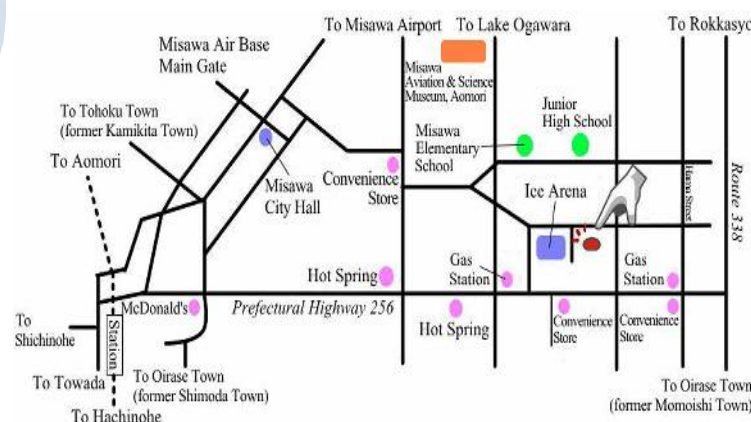 To Misawa Airport
To Lake Ogawara
To Rokkasyo
Misawa Air Base
Main Gate
Misawa
Aviation & Science
Museum, Aomori
To Tohoku Town
(former Kamikita Town)
Junior
High School
Misawa
Elementary
School
To Aomori
Convenience
Store
Misawa
City Hall
Ice Arena
Route 338
Gas
Station
Gas
Station
Hot Spring
McDonald's
Prefectural Highway 256
To
Shichinohe
Station
Hot Spring
Convenience
Store
Convenience
Store
To Towada
To Oirase Town
(former Shimoda Town)
To Oirase Town
(former Momoishi Town)
To Hachinohe